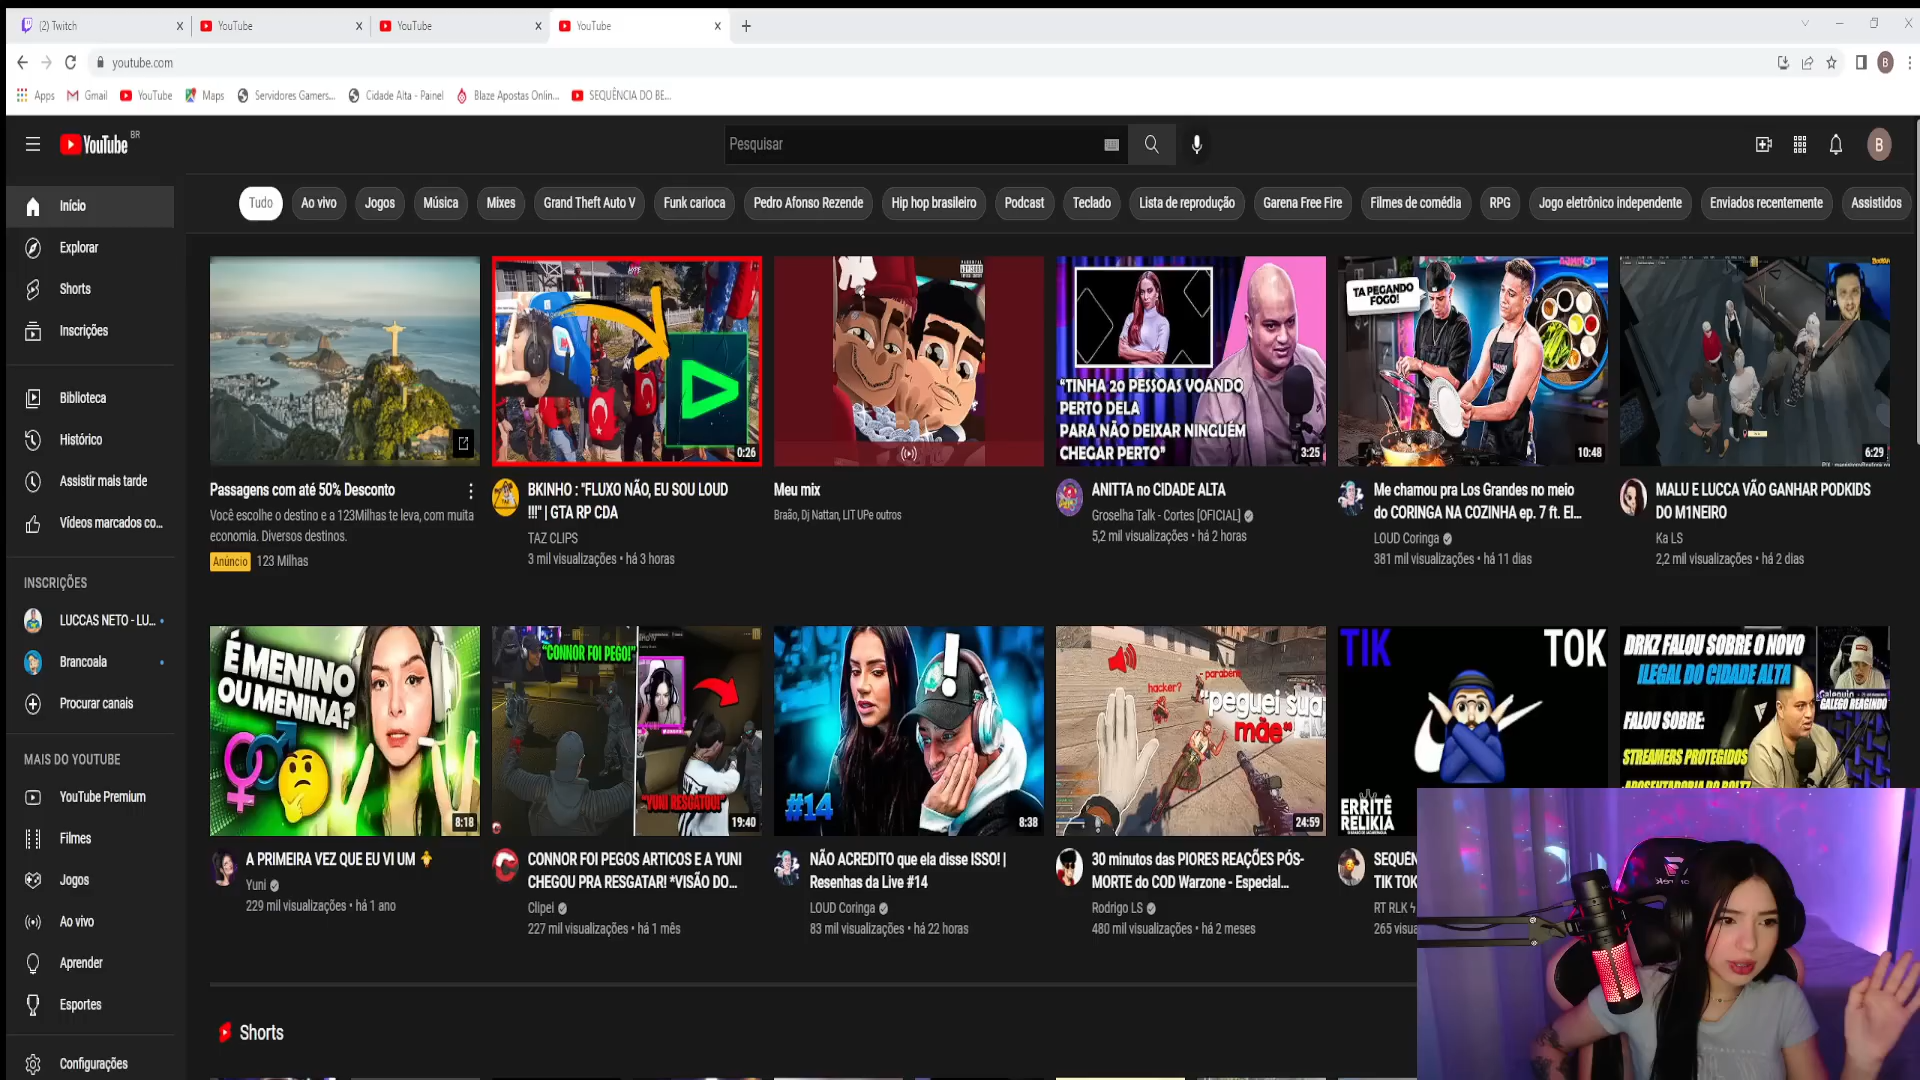 (2) Twitch
YouTube
YouTube
YouTube
youtube.com
Apps
Gmail
YouTube
Maps
Servidores Gamers...
Cidade Alta - Painel
Blaze Apostas Onlin...
SEQUÊNCIA DO BE...
YouTube BR
Pesquisar
B
Início
Explorar
Shorts
Inscrições
Biblioteca
Histórico
Assistir mais tarde
Vídeos marcados co...
INSCRIÇÕES
LUCCAS NETO - LU...
Brancoala
Procurar canais
MAIS DO YOUTUBE
YouTube Premium
Filmes
Jogos
Ao vivo
Aprender
Esportes
Configurações
Tudo
Ao vivo
Jogos
Música
Mixes
Grand Theft Auto V
Funk carioca
Pedro Afonso Rezende
Hip hop brasileiro
Podcast
Teclado
Lista de reprodução
Garena Free Fire
Filmes de comédia
RPG
Jogo eletrônico independente
Enviados recentemente
Assistidos
Passagens com até 50% Desconto
Você escolhe o destino e a 123Milhas te leva, com muita
economia. Diversos destinos.
Anúncio 123 Milhas
0:26
BKINHO : "FLUXO NÃO, EU SOU LOUD
!!!" | GTA RP CDA
TAZ CLIPS
3 mil visualizações • há 3 horas
Meu mix
Braão, Dj Nattan, LIT UPe outros
"TINHA 20 PESSOAS VOANDO
PERTO DELA
PARA NÃO DEIXAR NINGUÉM
CHEGAR PERTO"
3:25
ANITTA no CIDADE ALTA
Groselha Talk - Cortes [OFICIAL]
5,2 mil visualizações • há 2 horas
TA PEGANDO
FOGO!
10:48
Me chamou pra Los Grandes no meio
do CORINGA NA COZINHA ep. 7 ft. El...
LOUD Coringa
381 mil visualizações • há 11 dias
6:29
MALU E LUCCA VÃO GANHAR PODKIDS
DO M1NEIRO
Ka LS
2,2 mil visualizações • há 2 dias
É MENINO
OU MENINA?
8:18
A PRIMEIRA VEZ QUE EU VI UM
Yuni
229 mil visualizações • há 1 ano
"CONNOR FOI PEGO!"
"YUNI RESGATOU!"
19:40
CONNOR FOI PEGOS ARTICOS E A YUNI
CHEGOU PRA RESGATAR! *VISÃO DO...
Clipei
227 mil visualizações • há 1 mês
#14
8:38
NÃO ACREDITO que ela disse ISSO! |
Resenhas da Live #14
LOUD Coringa
83 mil visualizações • há 22 horas
hacker?
- parabéns
"peguei sua
mãe"
24:59
30 minutos das PIORES REAÇÕES PÓS-
MORTE do COD Warzone - Especial...
Rodrigo LS
480 mil visualizações • há 2 meses
TIK TOK
ERRITÊ
RELIKIA
SEQUÊN
TIK TOK
RT RLK
265 visua
DRKZ FALOU SOBRE O NOVO
ILEGAL DO CIDADE ALTA
FALOU SOBRE:
GALEGO REAGINDO
STREAMERS PROTEGIDOS
Shorts